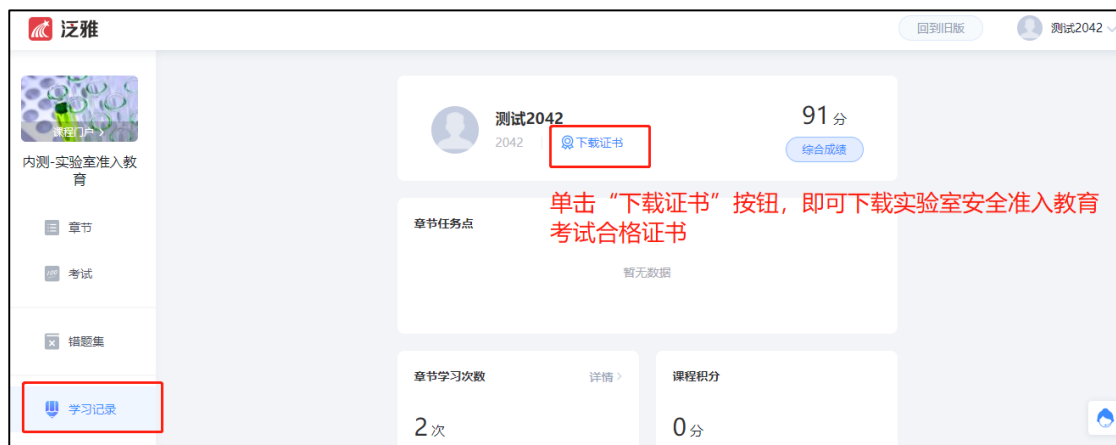 泛雅
回到旧版
测试2042
课程门户 >
内测-实验室准入教
育
章节
考试
错题集
学习记录
测试2042
2042
下载证书
91 分
综合成绩
单击“下载证书”按钮，即可下载实验室安全准入教育
考试合格证书
章节任务点
暂无数据
章节学习次数
详情 >
2 次
课程积分
0 分